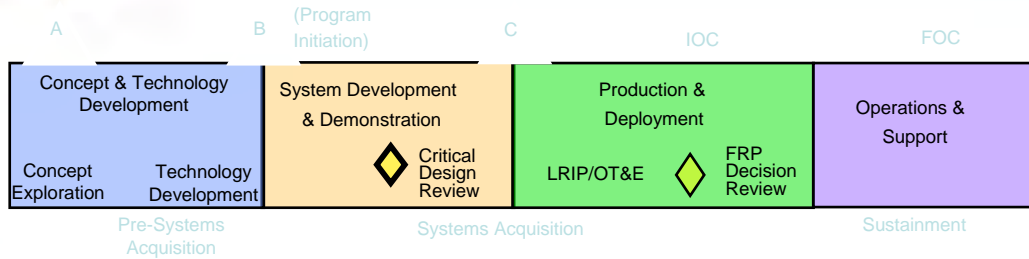 A
B
(Program
Initiation)
C
IOC
FOC
Concept & Technology
Development
Concept
Exploration
Technology
Development
System Development
& Demonstration
Critical
Design
Review
Production &
Deployment
LRIP/OT&E
FRP
Decision
Review
Operations &
Support
Pre-Systems
Acquisition
Systems Acquisition
Sustainment